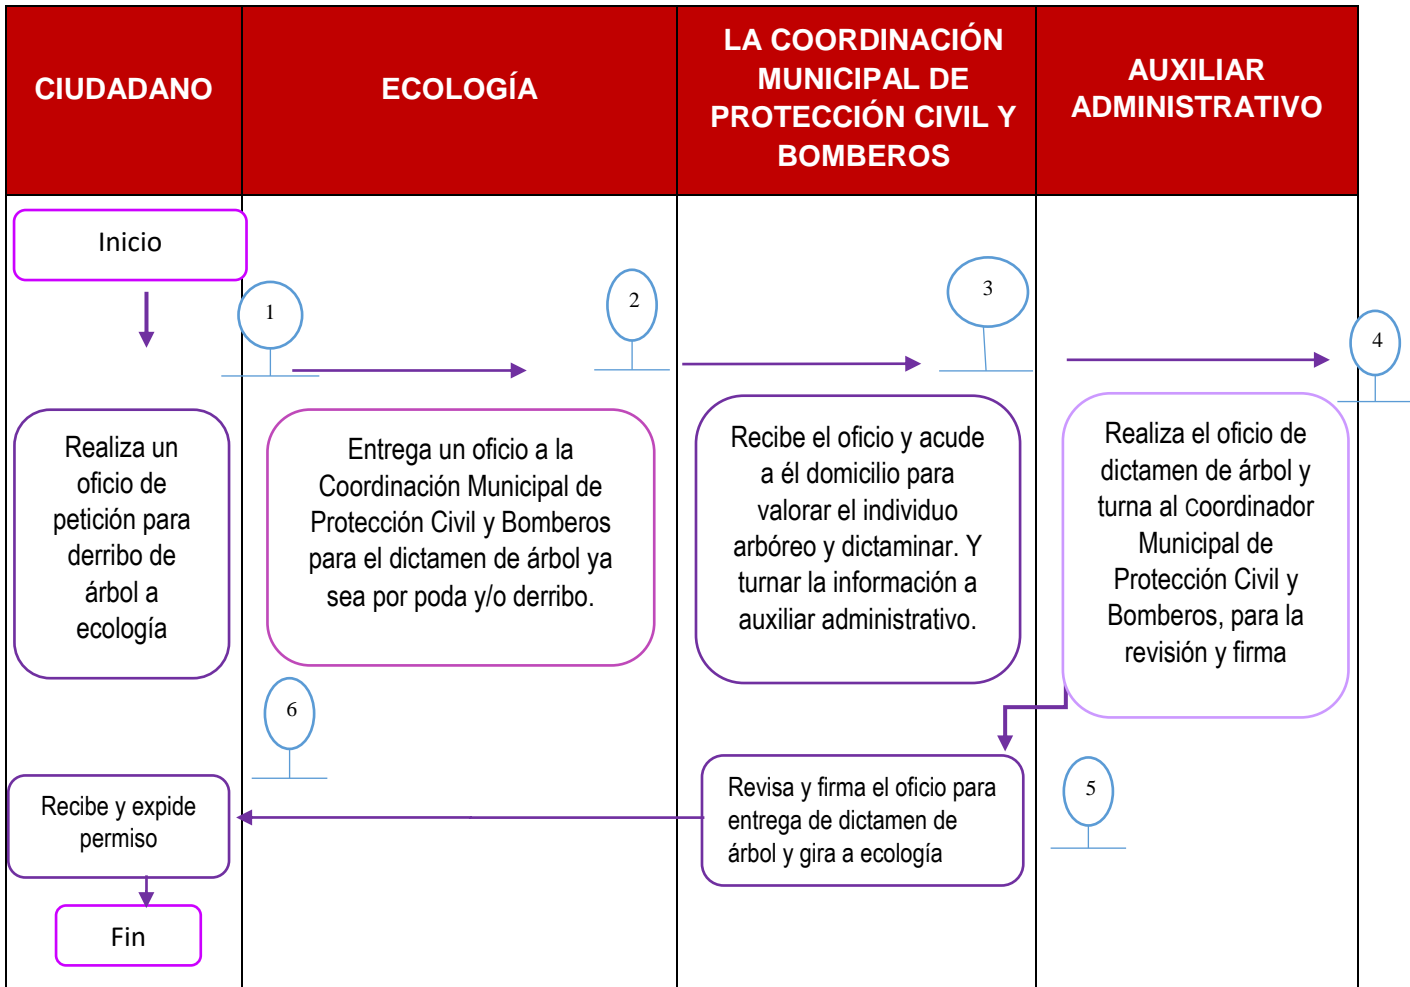 CIUDADANO
ECOLOGÍA
LA COORDINACIÓN
MUNICIPAL DE
PROTECCIÓN CIVIL Y
BOMBEROS
AUXILIAR
ADMINISTRATIVO
Inicio
1
2
3
4
Realiza un
oficio de
petición para
derribo de
árbol a
ecología
Entrega un oficio a la
Coordinación Municipal de
Protección Civil y Bomberos
para el dictamen de árbol ya
sea por poda y/o derribo.
Recibe el oficio y acude
a él domicilio para
valorar el individuo
arbóreo y dictaminar. Y
turnar la información a
auxiliar administrativo.
Realiza el oficio de
dictamen de árbol y
turna al Coordinador
Municipal de
Protección Civil y
Bomberos, para la
revisión y firma
6
5
Revisa y firma el oficio para
entrega de dictamen de
árbol y gira a ecología
Recibe y expide
permiso
Fin